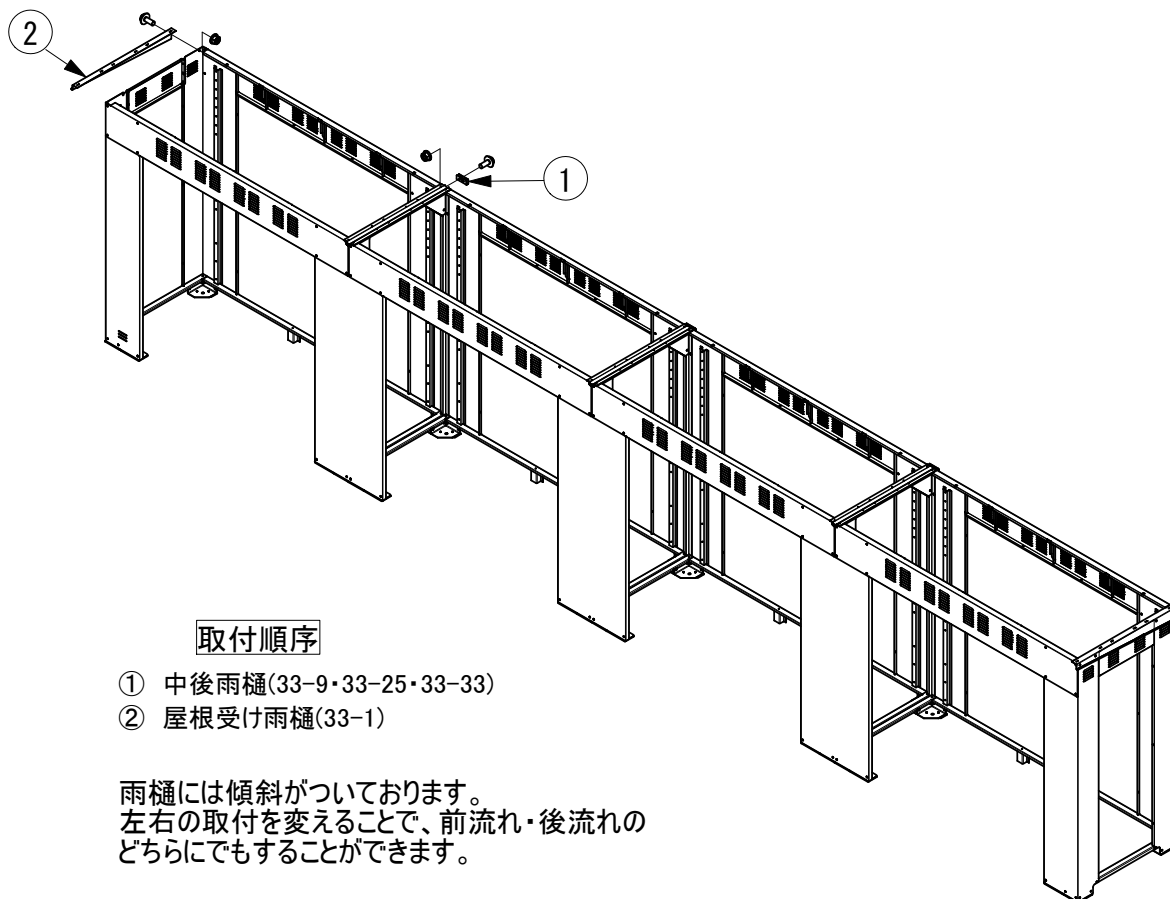 ②
①
取付順序
① 中後雨樋(33-9・33-25・33-33)
② 屋根受け雨樋(33-1)
雨樋には傾斜がついております。
左右の取付を変えることで、前流れ・後流れの
どちらにでもすることができます。